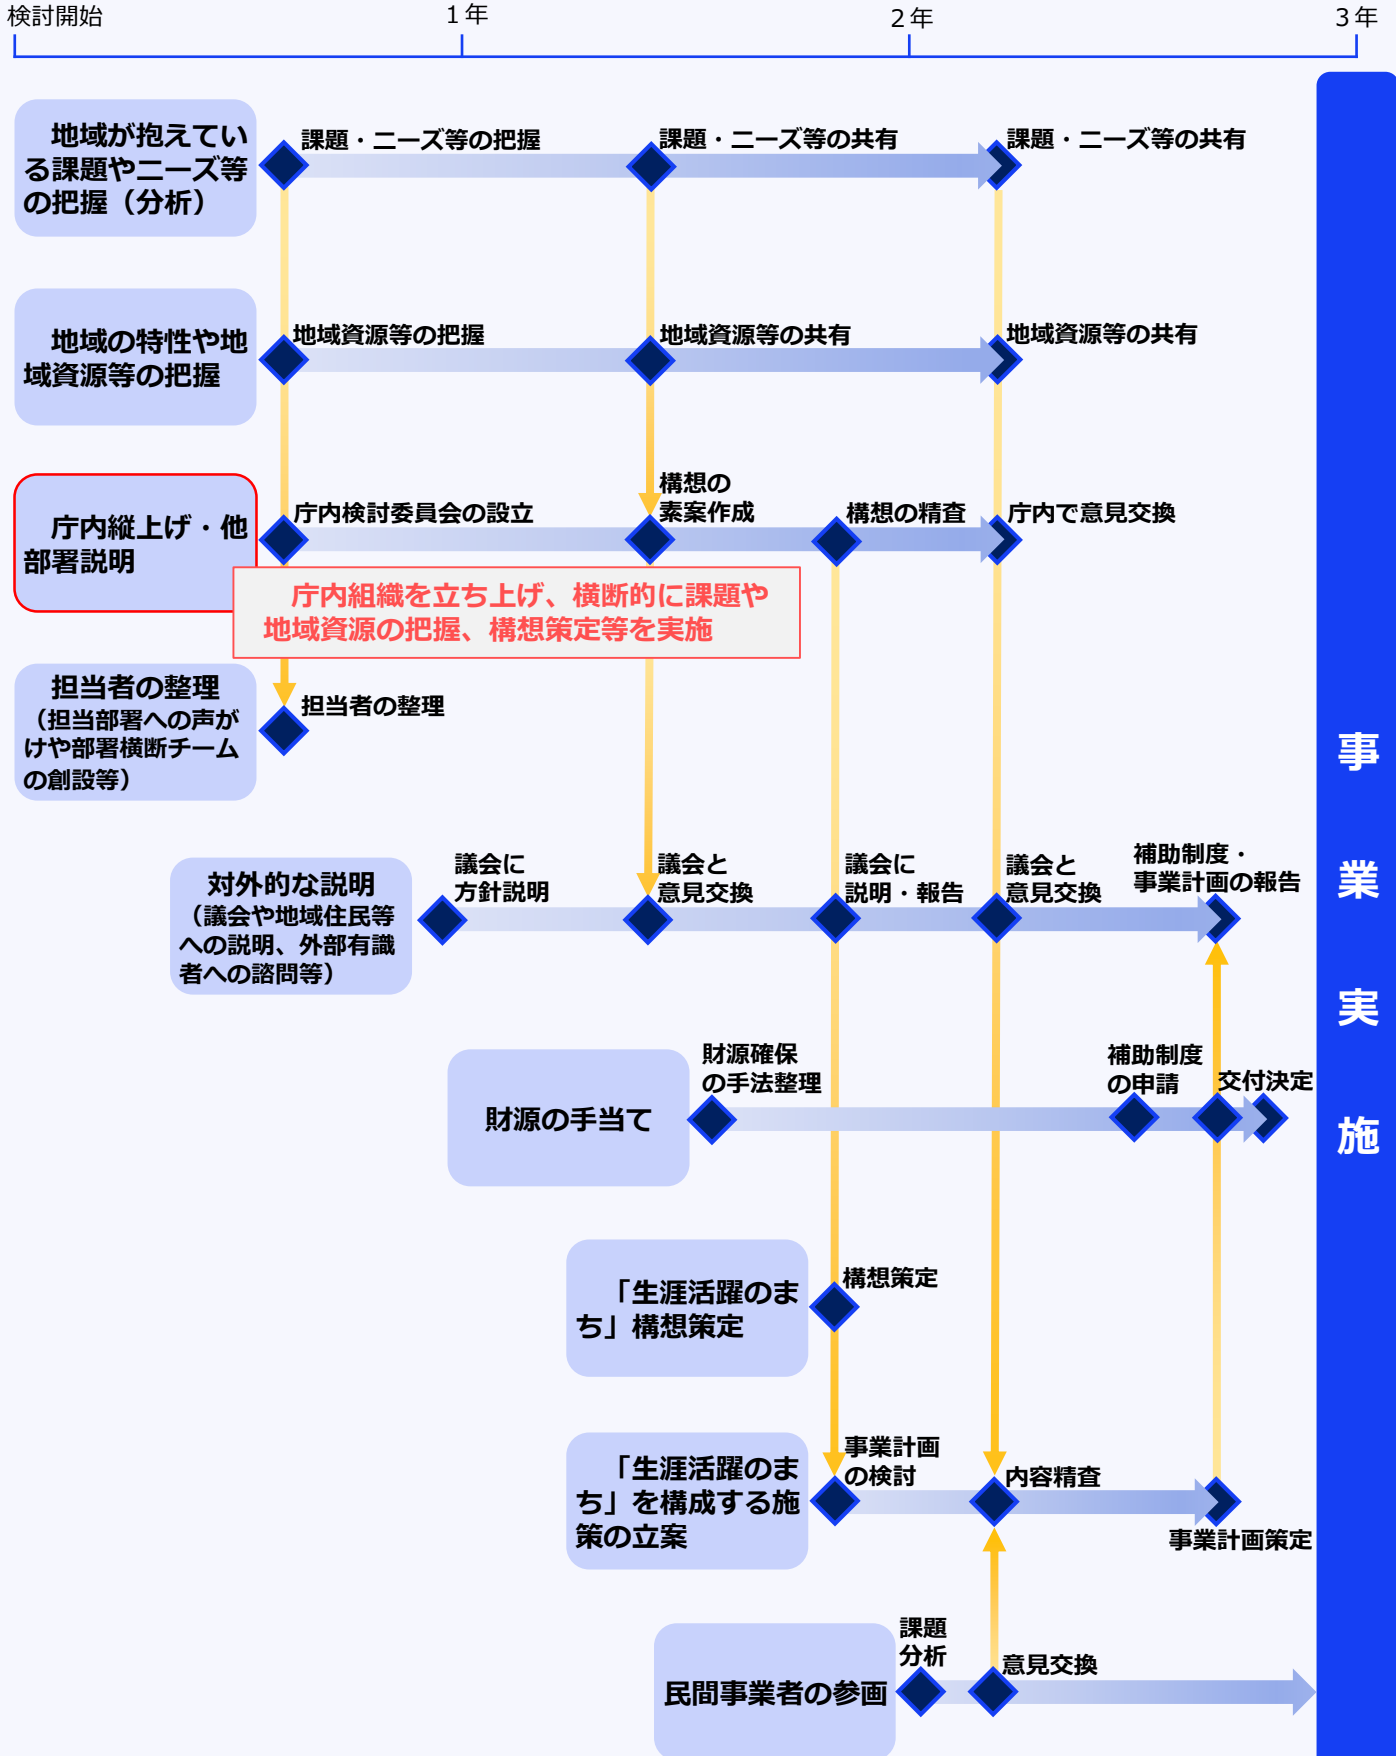 検討開始
1年
2年
3年
地域が抱えてい
る課題やニーズ等
の把握（分析）
課題・ニーズ等の把握
課題・ニーズ等の共有
課題・ニーズ等の共有
地域の特性や地
域資源等の把握
地域資源等の把握
地域資源等の共有
地域資源等の共有
庁内縦上げ・他
部署説明
庁内検討委員会の設立
構想の
素案作成
構想の精査
庁内で意見交換
庁内組織を立ち上げ、横断的に課題や
地域資源の把握、構想策定等を実施
担当者の整理
（担当部署への声が
けや部署横断チーム
の創設等）
担当者の整理
対外的な説明
（議会や地域住民等
への説明、外部有識
者への諮問等）
議会に
方針説明
議会と
意見交換
議会に
説明・報告
議会と
意見交換
補助制度・
事業計画の報告
財源の手当て
財源確保
の手法整理
補助制度
の申請
交付決定
「生涯活躍のま
ち」構想策定
構想策定
「生涯活躍のま
ち」を構成する施
策の立案
事業計画
の検討
内容精査
事業計画策定
民間事業者の参画
課題
分析
意見交換
事
業
実
施